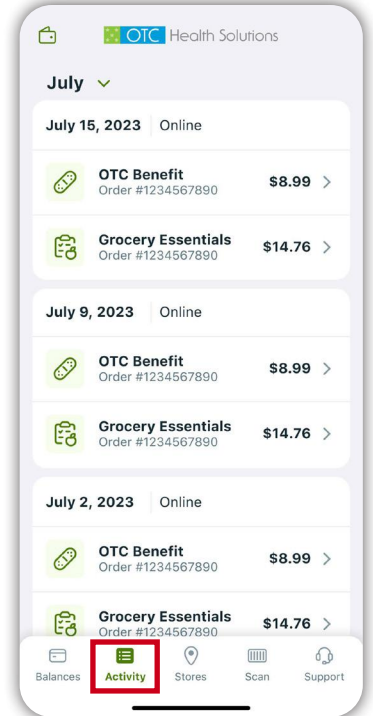 OTC Health Solutions
July
July 15, 2023 Online
OTC Benefit
Order #1234567890
$8.99
Grocery Essentials
Order #1234567890
$14.76
July 9, 2023 Online
OTC Benefit
Order #1234567890
$8.99
Grocery Essentials
Order #1234567890
$14.76
July 2, 2023 Online
OTC Benefit
Order #1234567890
$8.99
Grocery Essentials
Order #1234567890
$14.76
Balances Activity Stores Scan Support